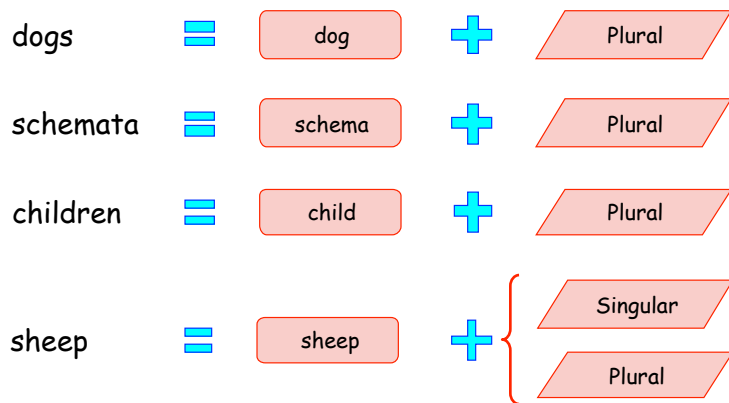 dogs = dog + Plural
schemata = schema + Plural
children = child + Plural
Singular
sheep = sheep +
Plural